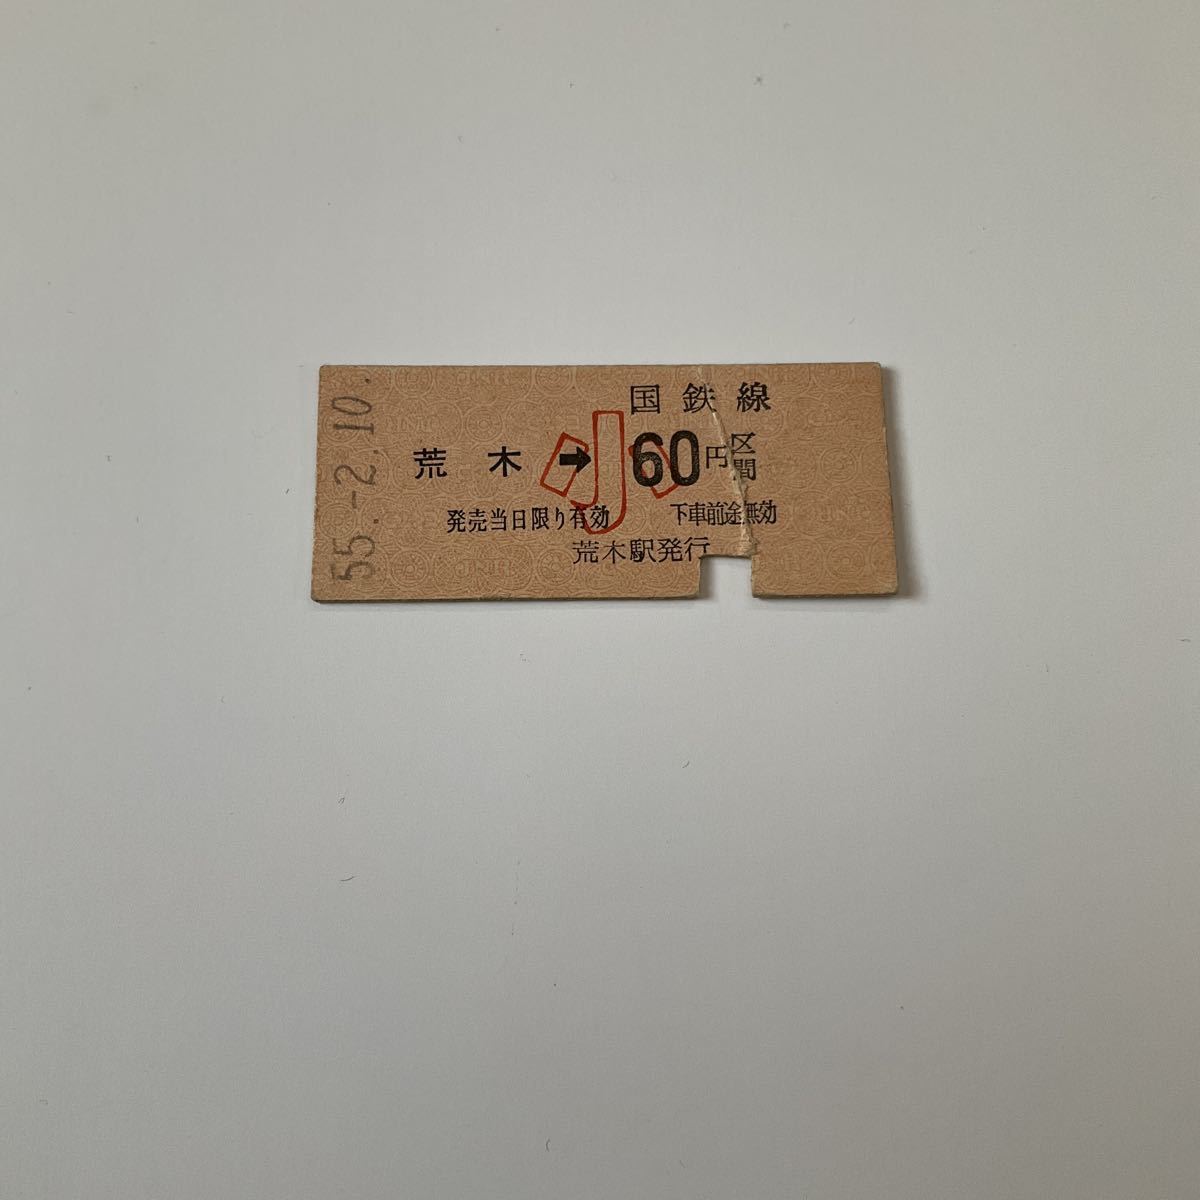 55.-2.10.
国鉄線
荒木 → 60円区間
小
発売当日限り有効 下車前途無効
荒木駅発行